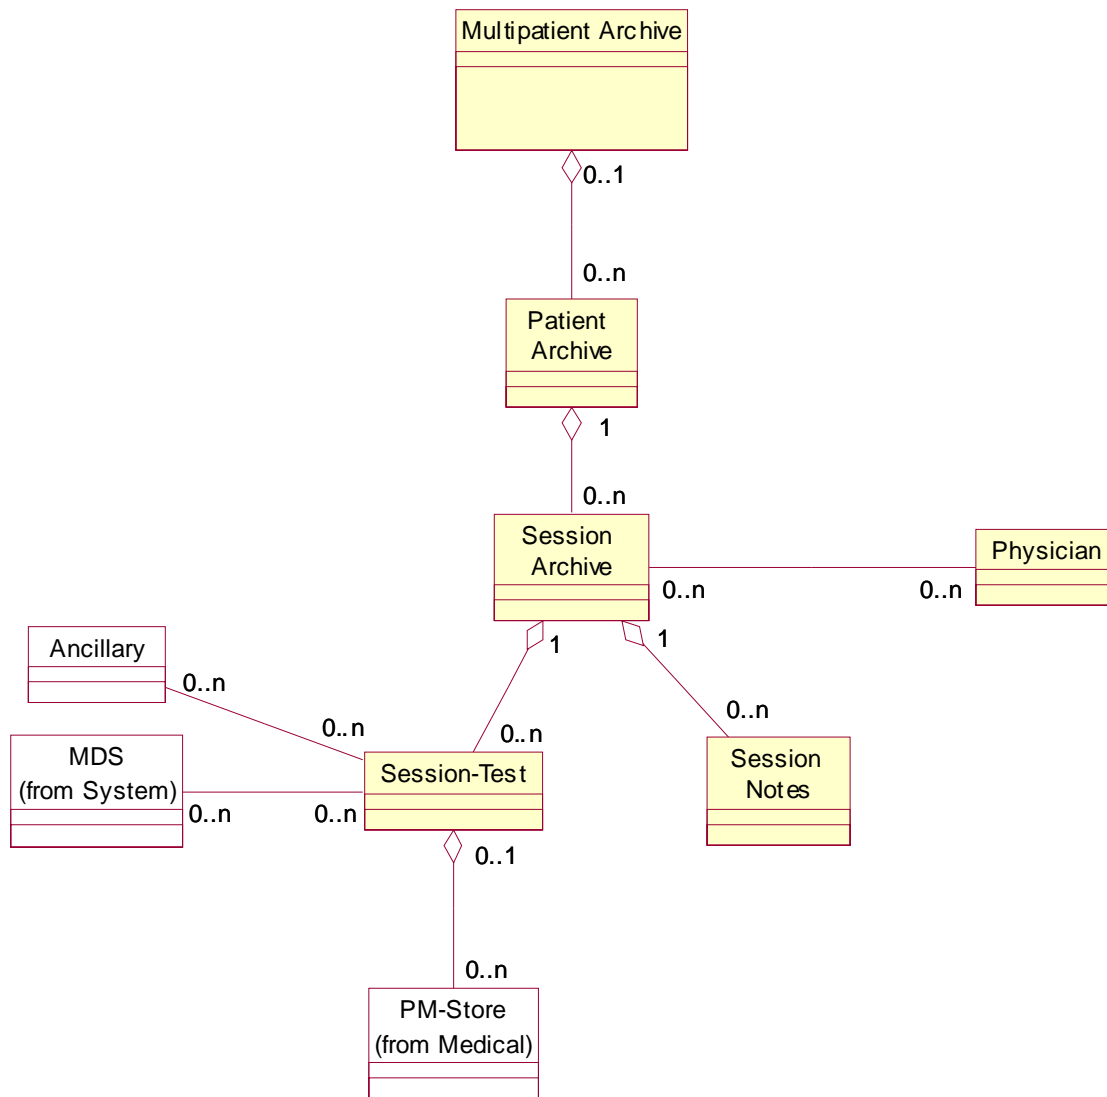 Multipatient Archive
0..1
0..n
Patient
Archive
1
0..n
Session
Archive
Physician
0..n
0..n
1
1
Ancillary
0..n
0..n
0..n
0..n
MDS
(from System)
0..n
0..n
Session-Test
Session
Notes
0..1
0..n
PM-Store
(from Medical)